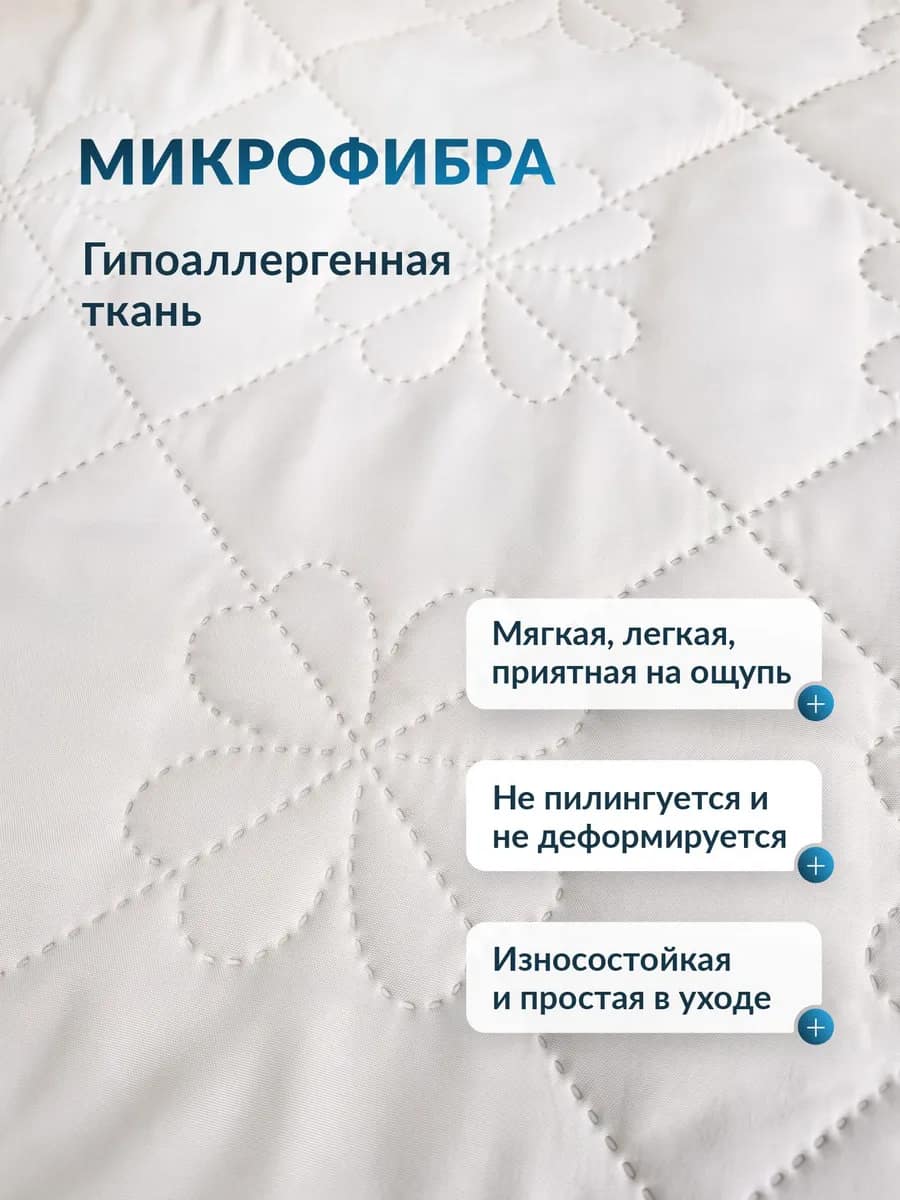 МИКРОФИБРА
Гипоаллергенная
ткань
Мягкая, легкая,
приятная на ощупь
Не пилингуется и
не деформируется
Износостойкая
и простая в уходе